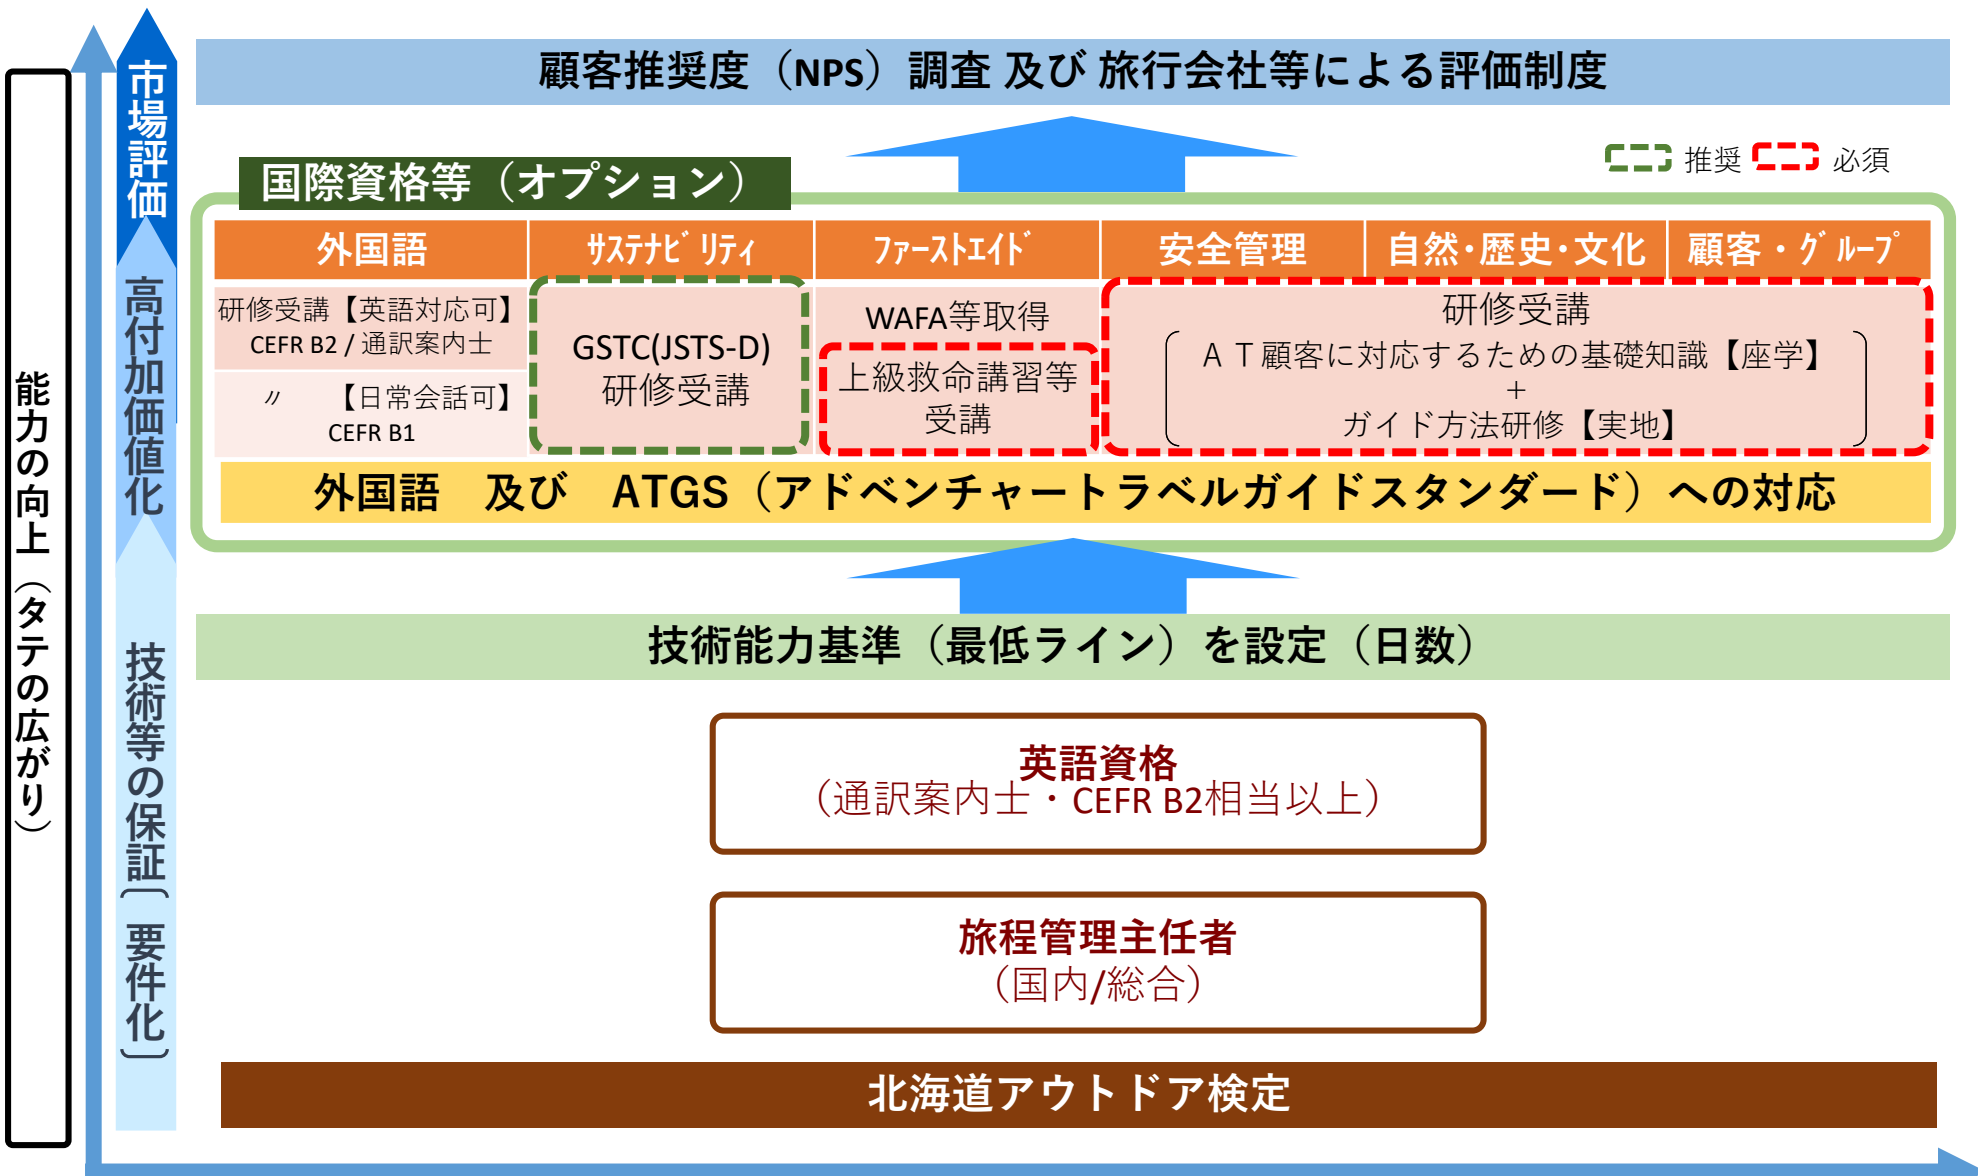 顧客推奨度（NPS）調査 及び 旅行会社等による評価制度
推奨
必須
国際資格等（オプション）
外国語
ｻｽﾃﾅﾋﾞﾘﾃｨ
ﾌｧｰｽﾄｴｲﾄﾞ
安全管理
自然･歴史･文化
顧客・ｸﾞﾙｰﾌﾟ
研修受講【英語対応可】
CEFR B2 / 通訳案内士
〃　【日常会話可】
CEFR B1
GSTC(JSTS-D)
研修受講
WAFA等取得
上級救命講習等
受講
研修受講
ＡＴ顧客に対応するための基礎知識【座学】
+
ガイド方法研修【実地】
外国語　及び　ATGS（アドベンチャートラベルガイドスタンダード）への対応
技術能力基準（最低ライン）を設定（日数）
英語資格
（通訳案内士・CEFR B2相当以上）
旅程管理主任者
（国内/総合）
北海道アウトドア検定
市場評価
高付加価値化
技術等の保証〔要件化〕
能力の向上（タテの広がり）